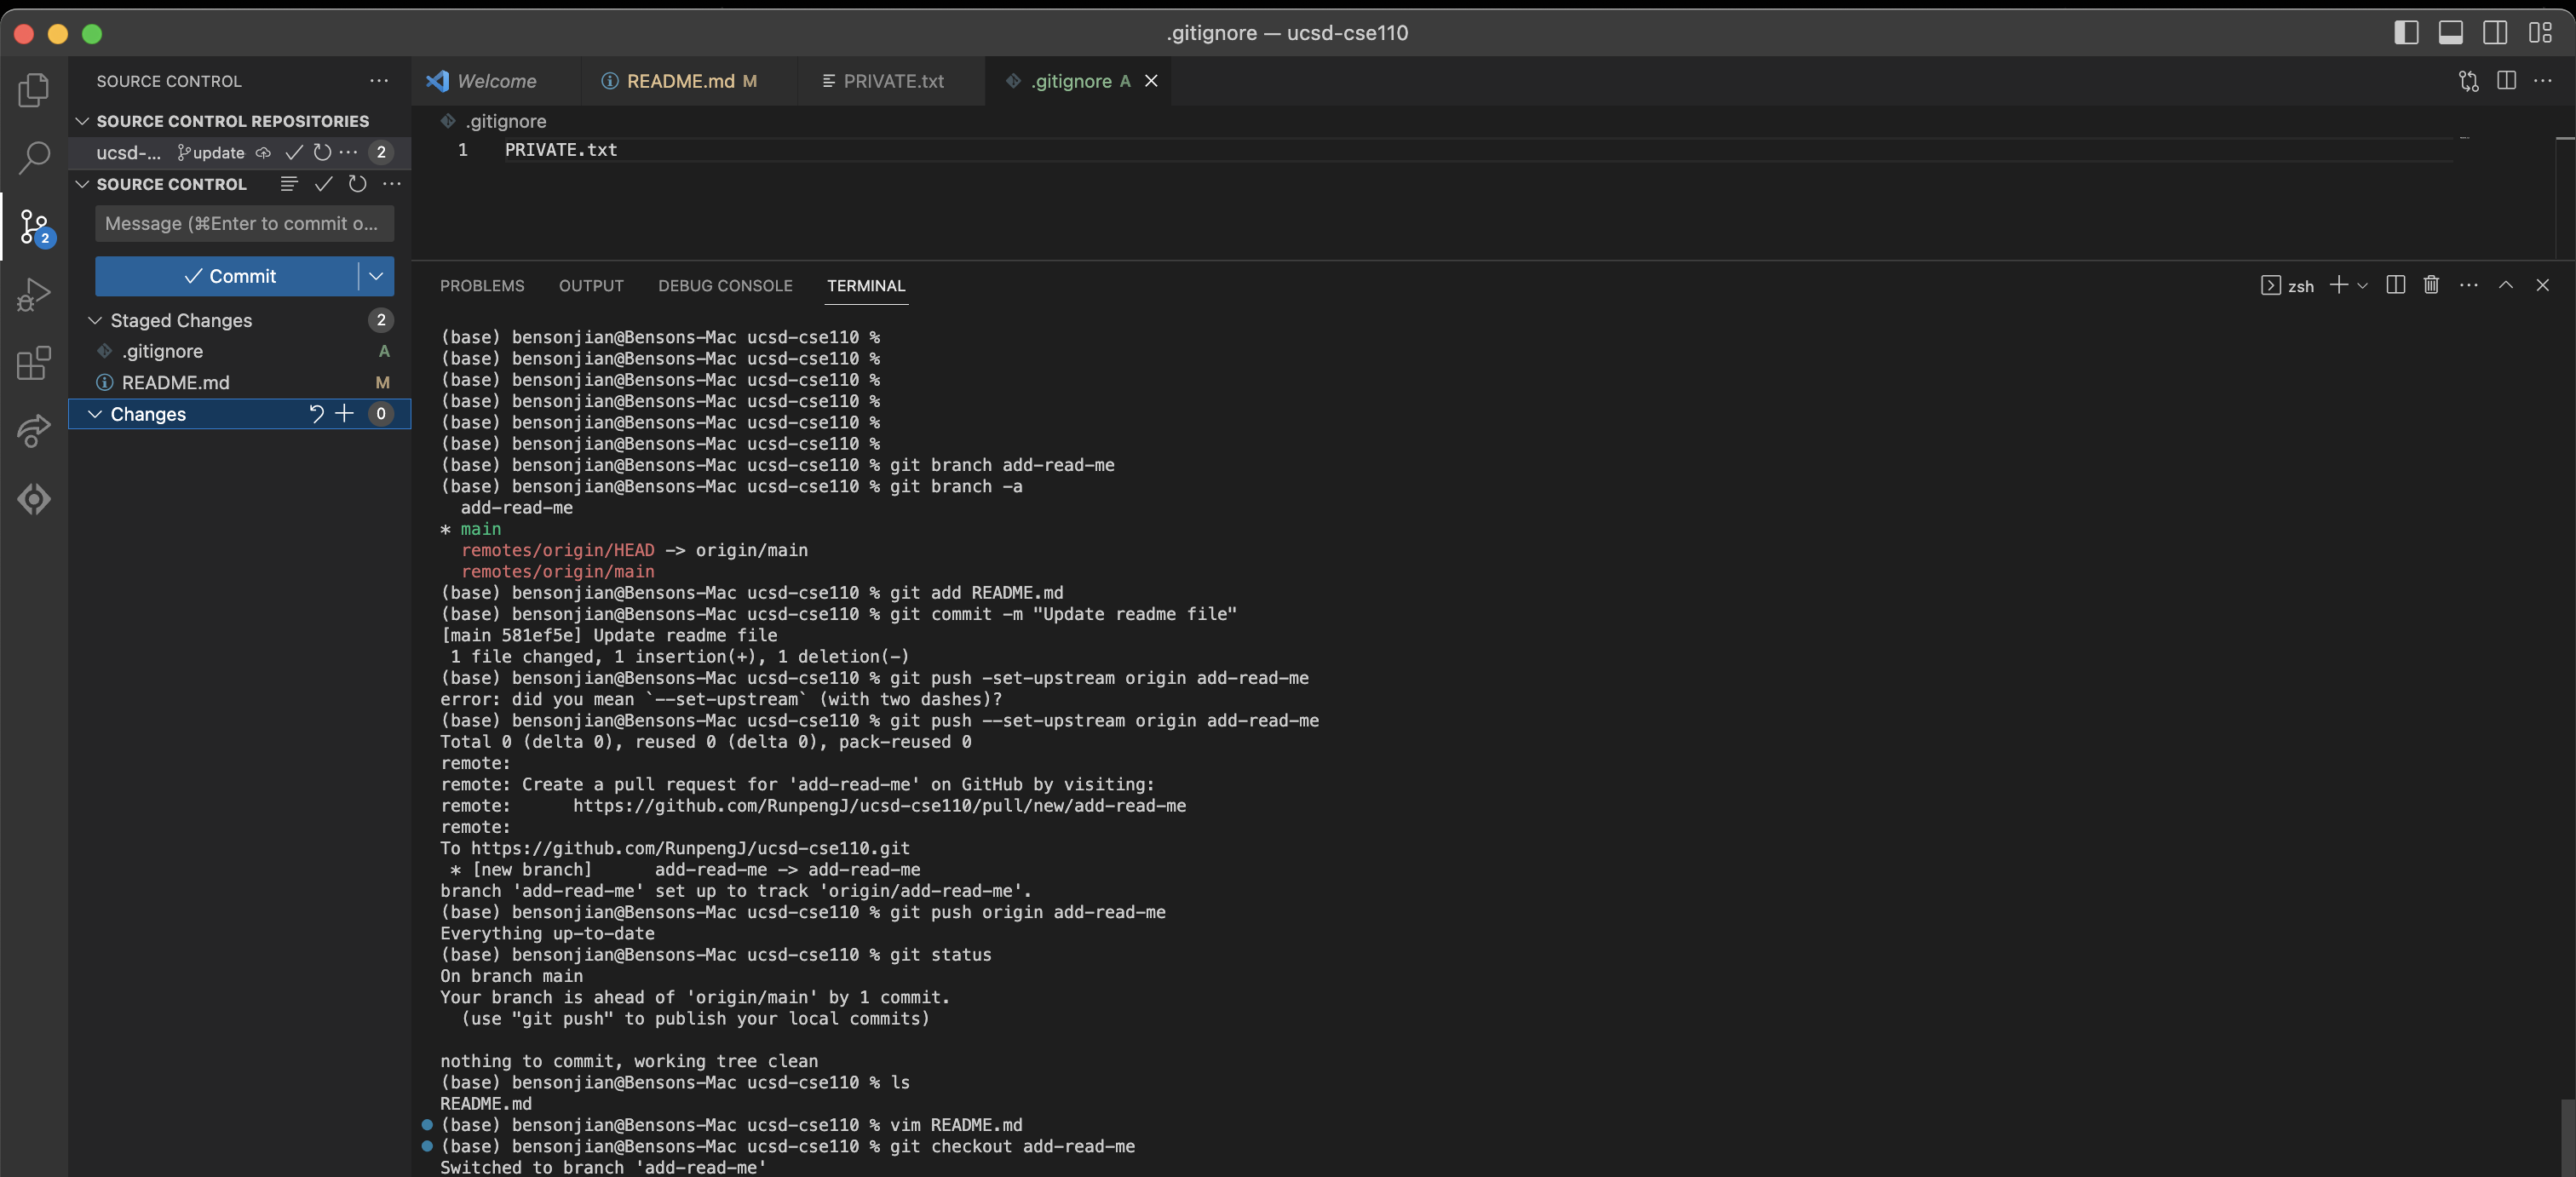 .gitignore — ucsd-cse110
SOURCE CONTROL
Welcome
README.md M
PRIVATE.txt
.gitignore A
SOURCE CONTROL REPOSITORIES
ucsd-... update 2
SOURCE CONTROL
Message (⌘Enter to commit o...
Commit
Staged Changes 2
.gitignore A
README.md M
Changes 0
2
.gitignore
1 PRIVATE.txt
PROBLEMS OUTPUT DEBUG CONSOLE TERMINAL
zsh
(base) bensonjian@Bensons-Mac ucsd-cse110 %
(base) bensonjian@Bensons-Mac ucsd-cse110 %
(base) bensonjian@Bensons-Mac ucsd-cse110 %
(base) bensonjian@Bensons-Mac ucsd-cse110 %
(base) bensonjian@Bensons-Mac ucsd-cse110 %
(base) bensonjian@Bensons-Mac ucsd-cse110 %
(base) bensonjian@Bensons-Mac ucsd-cse110 % git branch add-read-me
(base) bensonjian@Bensons-Mac ucsd-cse110 % git branch -a
  add-read-me
* main
  remotes/origin/HEAD -> origin/main
  remotes/origin/main
(base) bensonjian@Bensons-Mac ucsd-cse110 % git add README.md
(base) bensonjian@Bensons-Mac ucsd-cse110 % git commit -m "Update readme file"
[main 581ef5e] Update readme file
 1 file changed, 1 insertion(+), 1 deletion(-)
(base) bensonjian@Bensons-Mac ucsd-cse110 % git push -set-upstream origin add-read-me
error: did you mean `--set-upstream` (with two dashes)?
(base) bensonjian@Bensons-Mac ucsd-cse110 % git push --set-upstream origin add-read-me
Total 0 (delta 0), reused 0 (delta 0), pack-reused 0
remote:
remote: Create a pull request for 'add-read-me' on GitHub by visiting:
remote:      https://github.com/RunpengJ/ucsd-cse110/pull/new/add-read-me
remote:
To https://github.com/RunpengJ/ucsd-cse110.git
 * [new branch]      add-read-me -> add-read-me
branch 'add-read-me' set up to track 'origin/add-read-me'.
(base) bensonjian@Bensons-Mac ucsd-cse110 % git push origin add-read-me
Everything up-to-date
(base) bensonjian@Bensons-Mac ucsd-cse110 % git status
On branch main
Your branch is ahead of 'origin/main' by 1 commit.
  (use "git push" to publish your local commits)
nothing to commit, working tree clean
(base) bensonjian@Bensons-Mac ucsd-cse110 % ls
README.md
(base) bensonjian@Bensons-Mac ucsd-cse110 % vim README.md
(base) bensonjian@Bensons-Mac ucsd-cse110 % git checkout add-read-me
Switched to branch 'add-read-me'